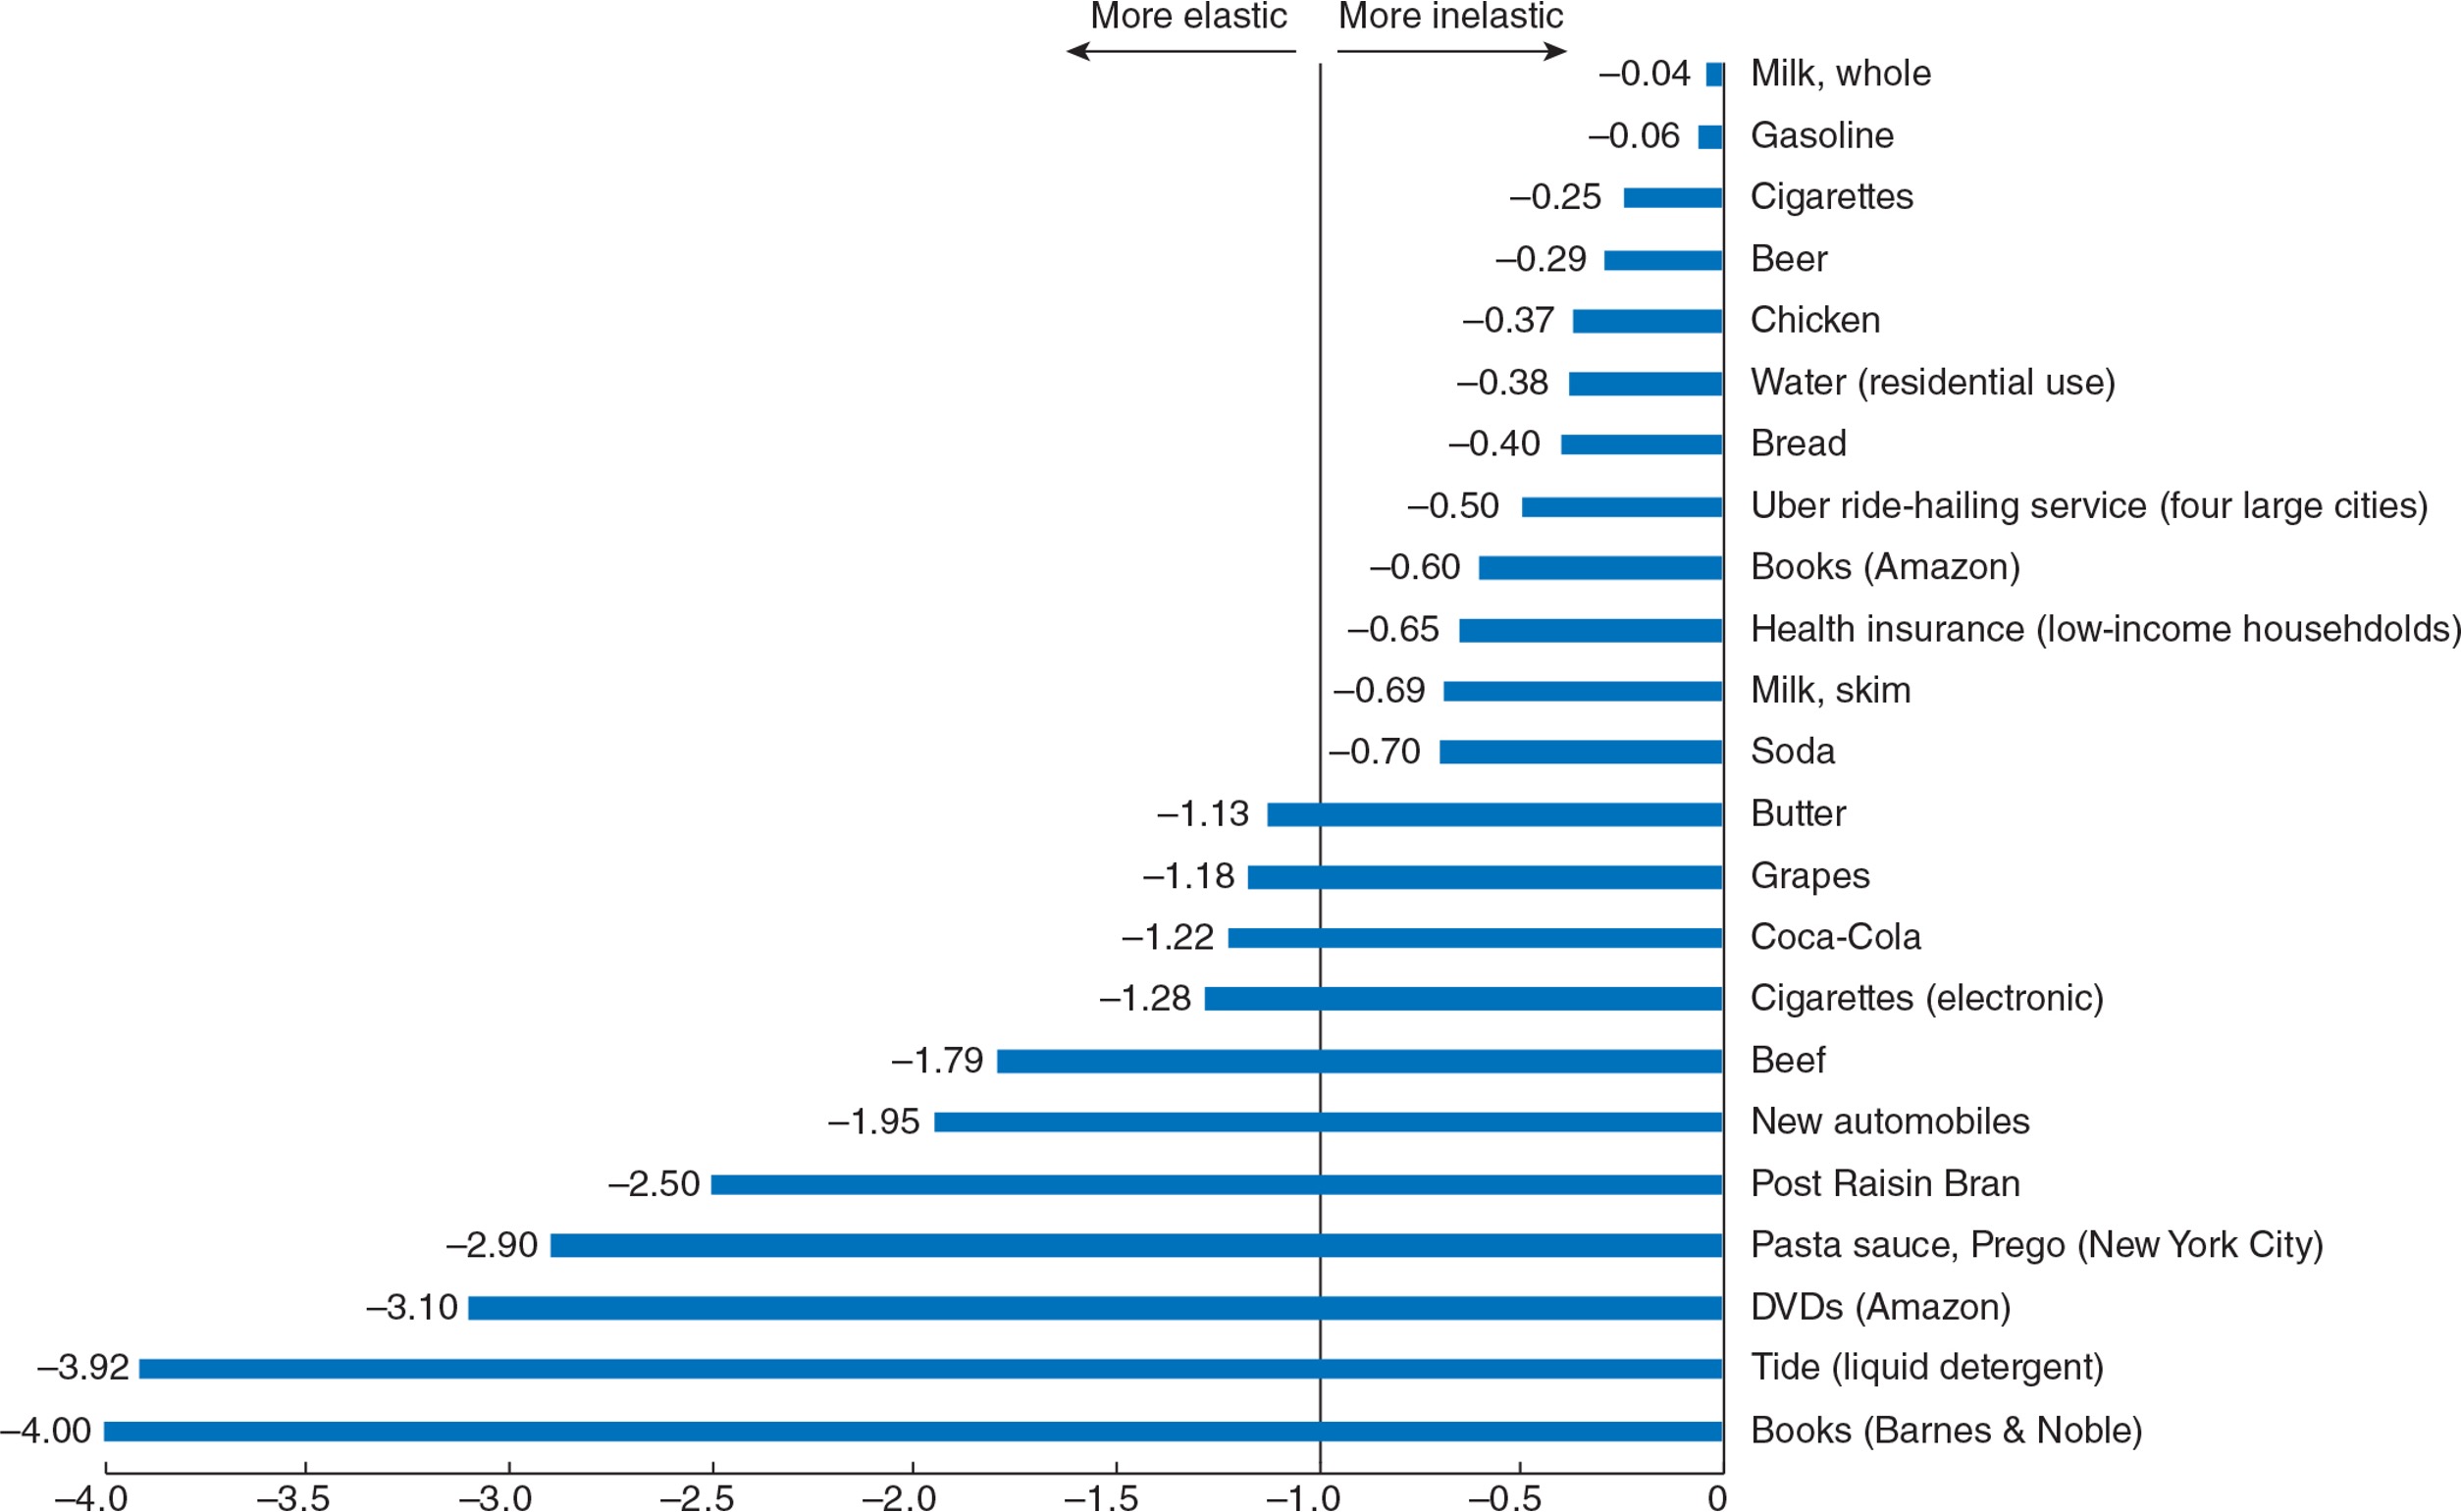 More elastic More inelastic
–0.04 Milk, whole
–0.06 Gasoline
–0.25 Cigarettes
–0.29 Beer
–0.37 Chicken
–0.38 Water (residential use)
–0.40 Bread
–0.50 Uber ride-hailing service (four large cities)
–0.60 Books (Amazon)
–0.65 Health insurance (low-income househdolds)
–0.69 Milk, skim
–0.70 Soda
–1.13 Butter
–1.18 Grapes
–1.22 Coca-Cola
–1.28 Cigarettes (electronic)
–1.79 Beef
–1.95 New automobiles
–2.50 Post Raisin Bran
–2.90 Pasta sauce, Prego (New York City)
–3.10 DVDs (Amazon)
–3.92 Tide (liquid detergent)
–4.00 Books (Barnes & Noble)
–4.0 –3.5 –3.0 –2.5 –2.0 –1.5 –1.0 –0.5 0